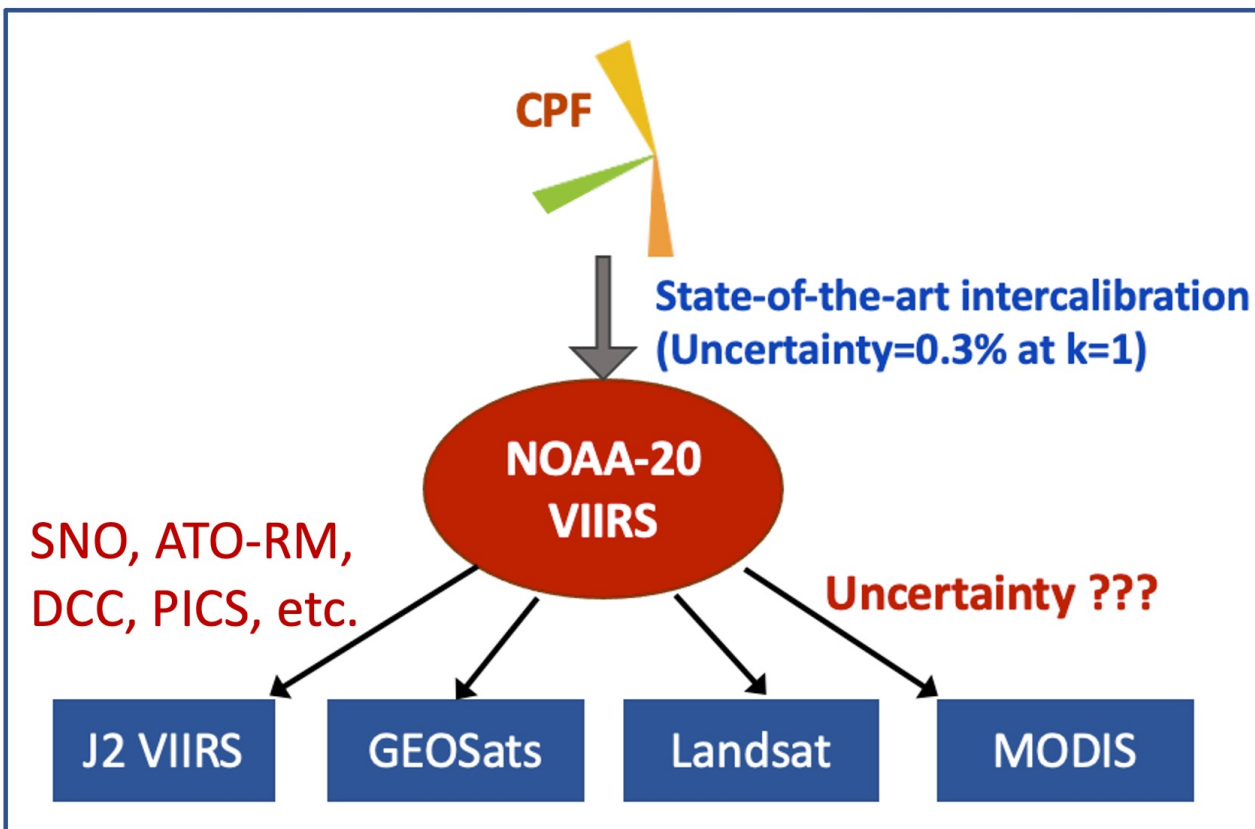 CPF
State-of-the-art intercalibration
(Uncertainty=0.3% at k=1)
NOAA-20
VIIRS
SNO, ATO-RM,
DCC, PICS, etc.
Uncertainty ???
J2 VIIRS
GEOSats
Landsat
MODIS